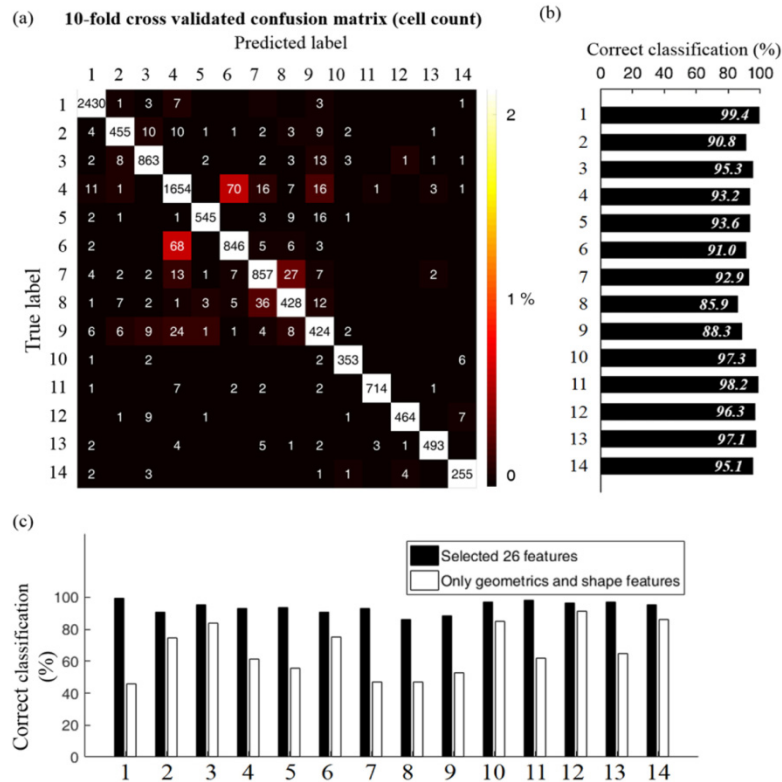 (a) 10-fold cross validated confusion matrix (cell count)
Predicted label
1 2 3 4 5 6 7 8 9 10 11 12 13 14
True label
1 2430 1 3 7 3 1
2 4 455 10 10 1 1 2 3 9 2 1
3 2 8 863 2 2 3 13 3 1 1 1
4 11 1 1654 70 16 7 16 1 3 1
5 2 1 1 545 3 9 16 1
6 2 68 846 5 6 3
7 4 2 2 13 1 7 857 27 7 2
8 1 7 2 1 3 5 36 428 12
9 6 6 9 24 1 1 4 8 424 2
10 1 2 2 353 6
11 1 7 2 2 2 714 1
12 1 9 1 1 464 7
13 2 4 5 1 2 3 1 493
14 2 3 1 1 4 255
2
1 %
0
(b)
Correct classification (%)
0 20 40 60 80 100
1 99.4
2 90.8
3 95.3
4 93.2
5 93.6
6 91.0
7 92.9
8 85.9
9 88.3
10 97.3
11 98.2
12 96.3
13 97.1
14 95.1
(c)
Selected 26 features
Only geometrics and shape features
Correct classification
(%)
100
80
60
40
20
0
1 2 3 4 5 6 7 8 9 10 11 12 13 14